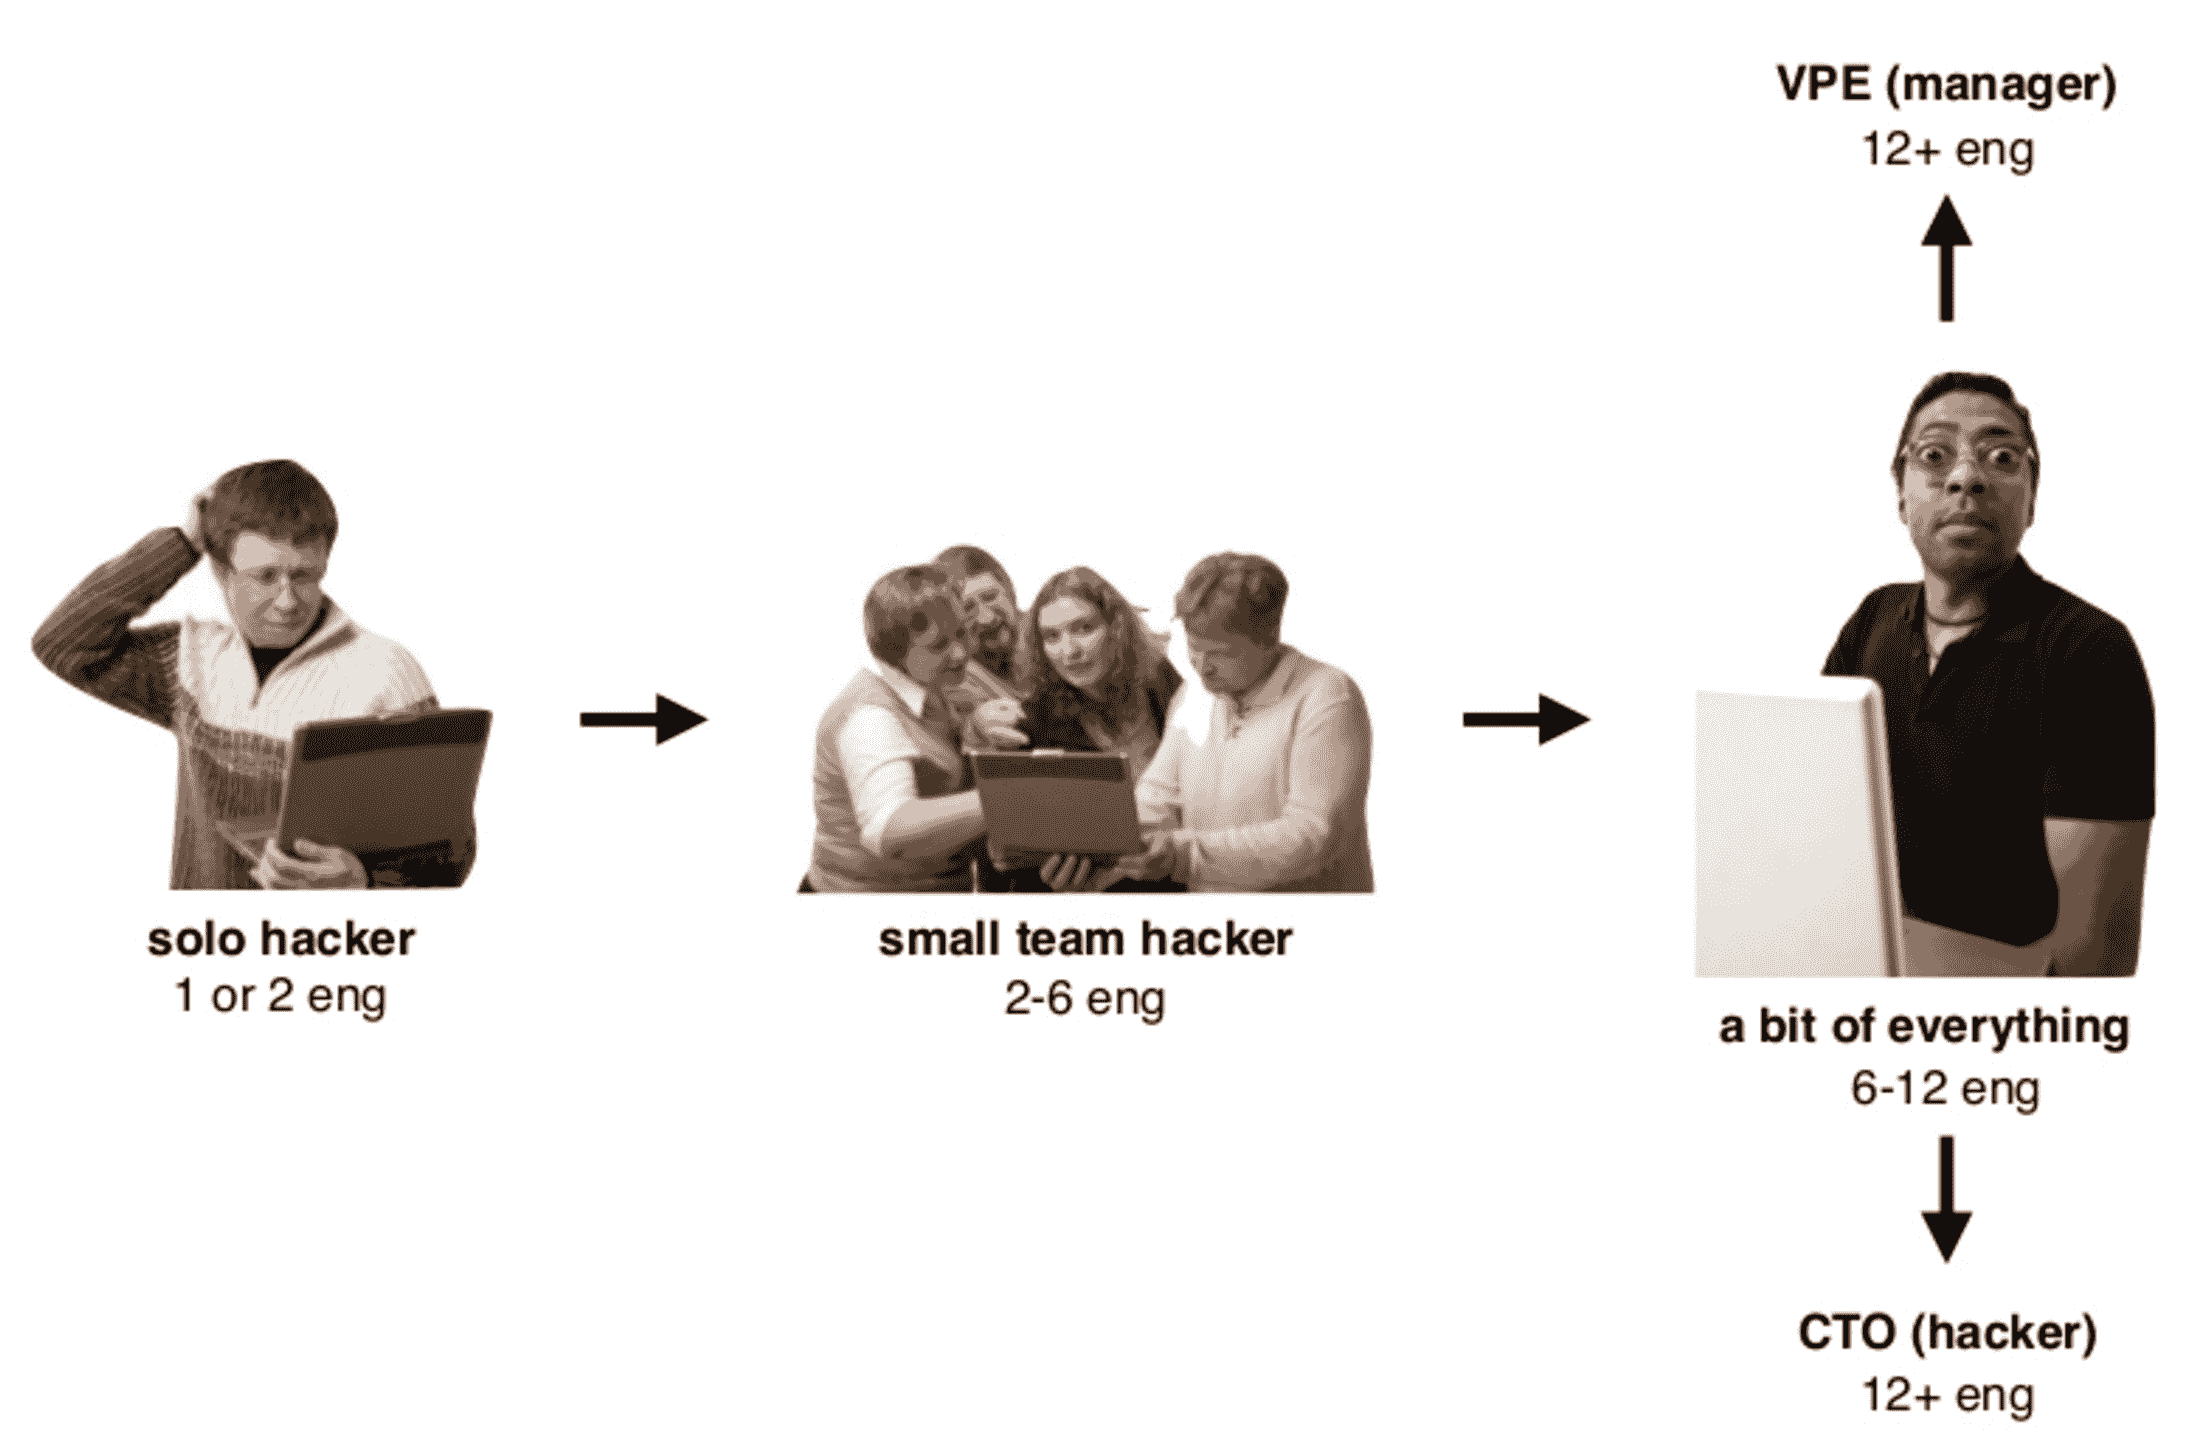 VPE (manager)
12+ eng
solo hacker
1 or 2 eng
small team hacker
2-6 eng
a bit of everything
6-12 eng
CTO (hacker)
12+ eng